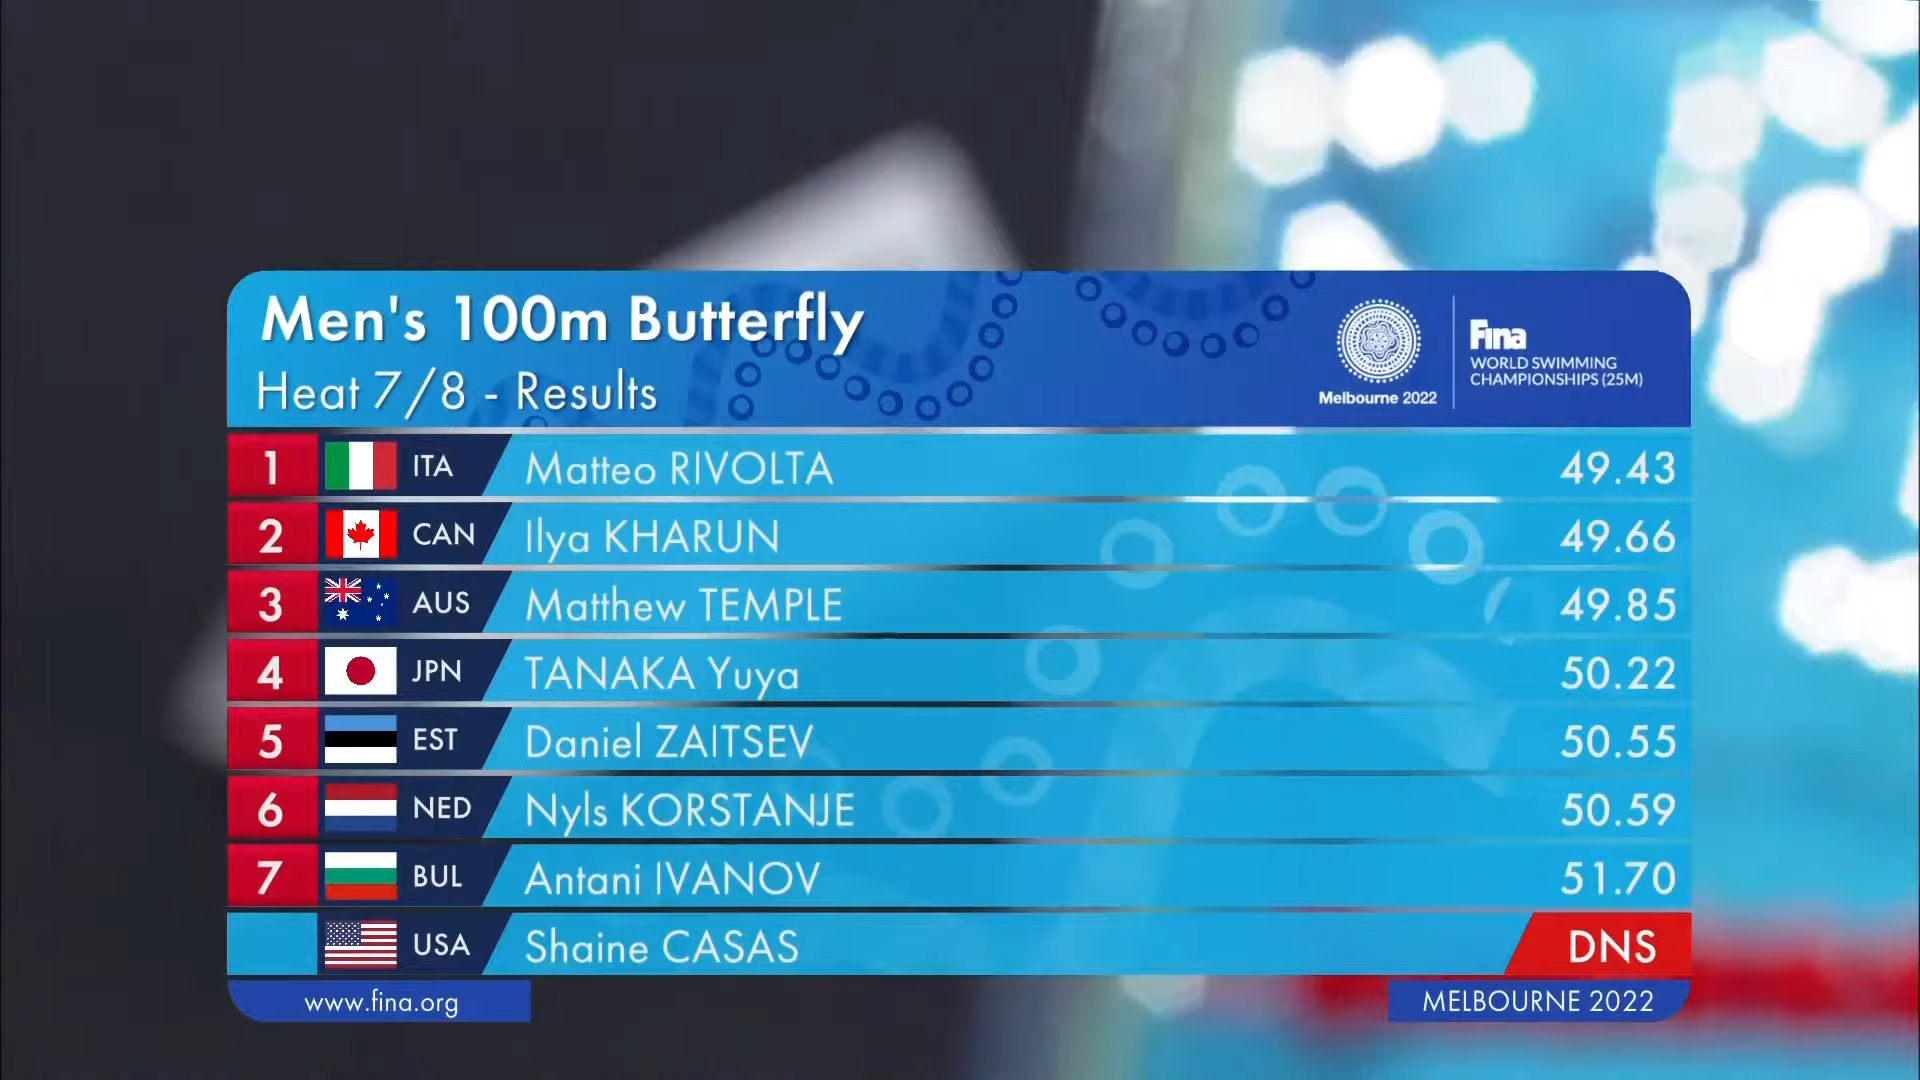 Men's 100m Butterfly
Heat 7/8 - Results
Melbourne 2022
Fina
WORLD SWIMMING
CHAMPIONSHIPS (25M)
1 ITA Matteo RIVOLTA 49.43
2 CAN Ilya KHARUN 49.66
3 AUS Matthew TEMPLE 49.85
4 JPN TANAKA Yuya 50.22
5 EST Daniel ZAITSEV 50.55
6 NED Nyls KORSTANJE 50.59
7 BUL Antani IVANOV 51.70
USA Shaine CASAS DNS
www.fina.org
MELBOURNE 2022